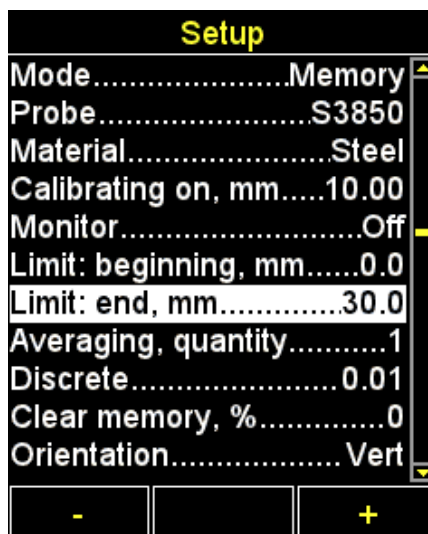 Setup
Mode......................Memory
Probe........................S3850
Material......................Steel
Calibrating on, mm.....10.00
Monitor...........................Off
Limit: beginning, mm......0.0
Limit: end, mm..............30.0
Averaging, quantity...........1
Discrete.......................0.01
Clear memory, %..............0
Orientation...................Vert
- +